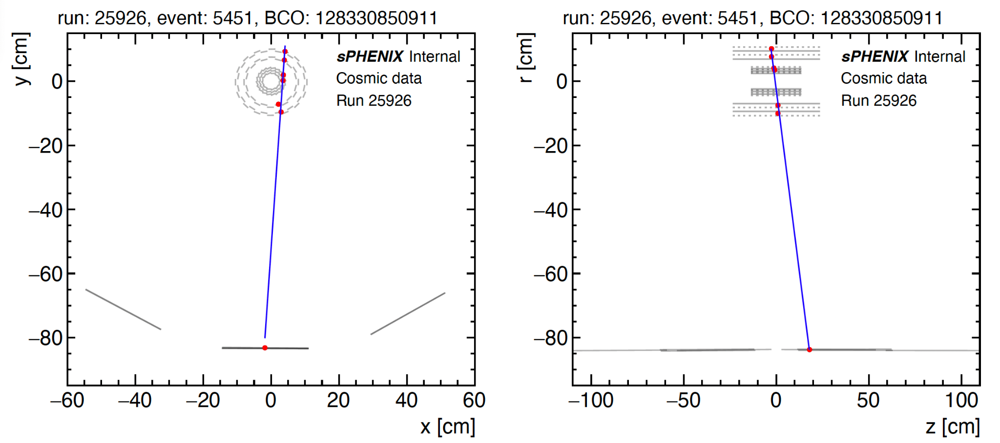 run: 25926, event: 5451, BCO: 128330850911
y [cm]
sPHENIX Internal
Cosmic data
Run 25926
0
−20
−40
−60
−80
−60 −40 −20 0 20 40 60
x [cm]
run: 25926, event: 5451, BCO: 128330850911
r [cm]
sPHENIX Internal
Cosmic data
Run 25926
0
−20
−40
−60
−80
−100 −50 0 50 100
z [cm]